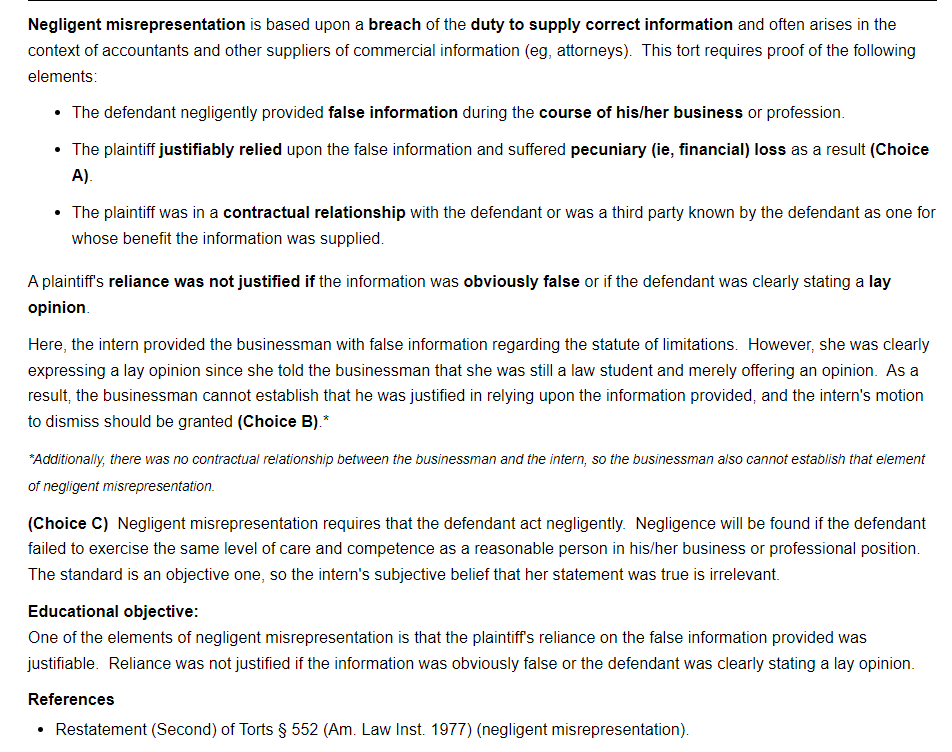 Negligent misrepresentation is based upon a breach of the duty to supply correct information and often arises in the
context of accountants and other suppliers of commercial information (eg, attorneys).  This tort requires proof of the following
elements:
• The defendant negligently provided false information during the course of his/her business or profession.
• The plaintiff justifiably relied upon the false information and suffered pecuniary (ie, financial) loss as a result (Choice
A).
• The plaintiff was in a contractual relationship with the defendant or was a third party known by the defendant as one for
whose benefit the information was supplied.
A plaintiff's reliance was not justified if the information was obviously false or if the defendant was clearly stating a lay
opinion.
Here, the intern provided the businessman with false information regarding the statute of limitations.  However, she was clearly
expressing a lay opinion since she told the businessman that she was still a law student and merely offering an opinion.  As a
result, the businessman cannot establish that he was justified in relying upon the information provided, and the intern's motion
to dismiss should be granted (Choice B).*
*Additionally, there was no contractual relationship between the businessman and the intern, so the businessman also cannot establish that element
of negligent misrepresentation.
(Choice C)  Negligent misrepresentation requires that the defendant act negligently.  Negligence will be found if the defendant
failed to exercise the same level of care and competence as a reasonable person in his/her business or professional position.
The standard is an objective one, so the intern's subjective belief that her statement was true is irrelevant.
Educational objective:
One of the elements of negligent misrepresentation is that the plaintiff's reliance on the false information provided was
justifiable.  Reliance was not justified if the information was obviously false or the defendant was clearly stating a lay opinion.
References
• Restatement (Second) of Torts § 552 (Am. Law Inst. 1977) (negligent misrepresentation).